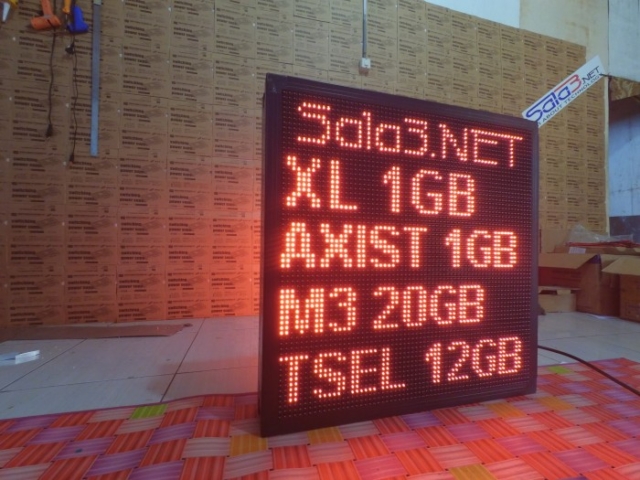 Sala3.NET
XL 1GB
AXIST 1GB
M3 20GB
TSEL 12GB
Sala3.NET